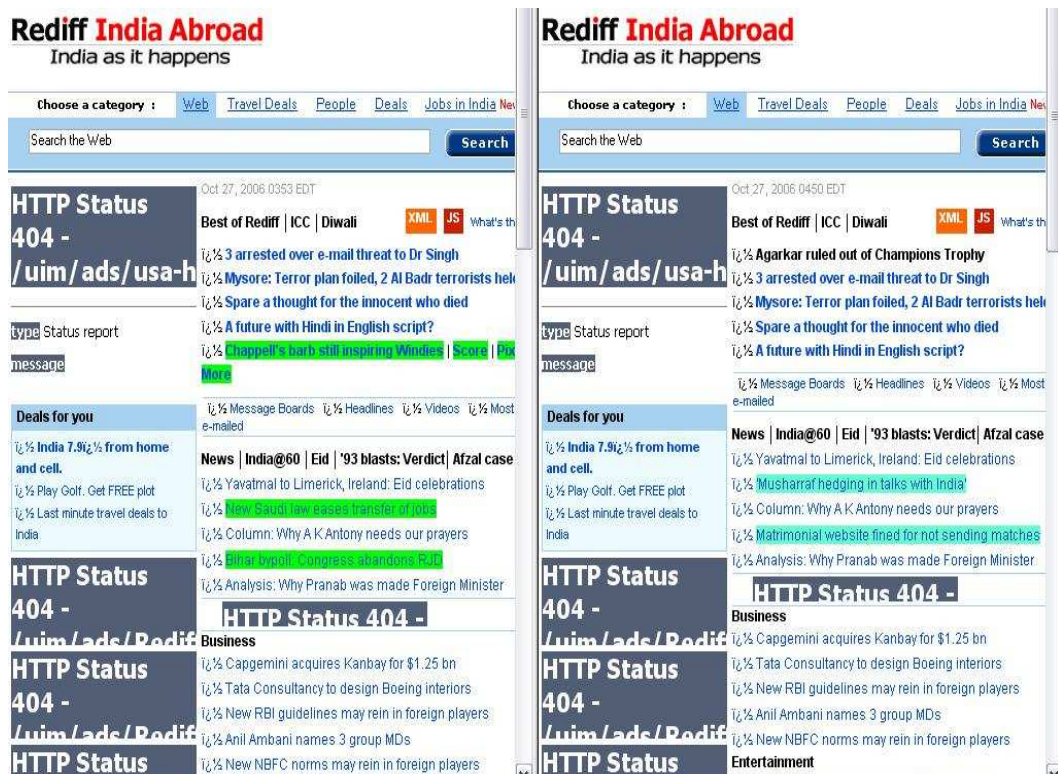 Rediff India Abroad
India as it happens
Choose a category : Web Travel Deals People Deals Jobs in India New
Search the Web Search
HTTP Status
404 -
/uim/ads/usa-h
type Status report
message
Deals for you
ï¿½ India 7.9ï¿½ from home
and cell.
ï¿½ Play Golf. Get FREE plot
ï¿½ Last minute travel deals to
India
HTTP Status
404 -
/uim/ads/Rediff
HTTP Status
404 -
/uim/ads/Rediff
HTTP Status
Oct 27, 2006 0353 EDT
Best of Rediff | ICC | Diwali XML JS What's th
ï¿½ 3 arrested over e-mail threat to Dr Singh
ï¿½ Mysore: Terror plan foiled, 2 Al Badr terrorists held
ï¿½ Spare a thought for the innocent who died
ï¿½ A future with Hindi in English script?
ï¿½ Chappell's barb still inspiring Windies | Score | Pix
More
ï¿½ Message Boards ï¿½ Headlines ï¿½ Videos ï¿½ Most
e-mailed
News | India@60 | Eid | '93 blasts: Verdict| Afzal case
ï¿½ Yavatmal to Limerick, Ireland: Eid celebrations
ï¿½ New Saudi law eases transfer of jobs
ï¿½ Column: Why A K Antony needs our prayers
ï¿½ Bihar bypoll: Congress abandons RJD
ï¿½ Analysis: Why Pranab was made Foreign Minister
HTTP Status 404 -
Business
ï¿½ Capgemini acquires Kanbay for $1.25 bn
ï¿½ Tata Consultancy to design Boeing interiors
ï¿½ New RBI guidelines may rein in foreign players
ï¿½ Anil Ambani names 3 group MDs
ï¿½ New NBFC norms may rein in foreign players
Rediff India Abroad
India as it happens
Choose a category : Web Travel Deals People Deals Jobs in India New
Search the Web Search
HTTP Status
404 -
/uim/ads/usa-h
type Status report
message
Deals for you
ï¿½ India 7.9ï¿½ from home
and cell.
ï¿½ Play Golf. Get FREE plot
ï¿½ Last minute travel deals to
India
HTTP Status
404 -
/uim/ads/Rediff
HTTP Status
404 -
/uim/ads/Rediff
HTTP Status
Oct 27, 2006 0450 EDT
Best of Rediff | ICC | Diwali XML JS What's th
ï¿½ Agarkar ruled out of Champions Trophy
ï¿½ 3 arrested over e-mail threat to Dr Singh
ï¿½ Mysore: Terror plan foiled, 2 Al Badr terrorists held
ï¿½ Spare a thought for the innocent who died
ï¿½ A future with Hindi in English script?
ï¿½ Message Boards ï¿½ Headlines ï¿½ Videos ï¿½ Most
e-mailed
News | India@60 | Eid | '93 blasts: Verdict| Afzal case
ï¿½ Yavatmal to Limerick, Ireland: Eid celebrations
ï¿½ 'Musharraf hedging in talks with India'
ï¿½ Column: Why A K Antony needs our prayers
ï¿½ Matrimonial website fined for not sending matches
ï¿½ Analysis: Why Pranab was made Foreign Minister
HTTP Status 404 -
Business
ï¿½ Capgemini acquires Kanbay for $1.25 bn
ï¿½ Tata Consultancy to design Boeing interiors
ï¿½ New RBI guidelines may rein in foreign players
ï¿½ Anil Ambani names 3 group MDs
ï¿½ New NBFC norms may rein in foreign players
Entertainment